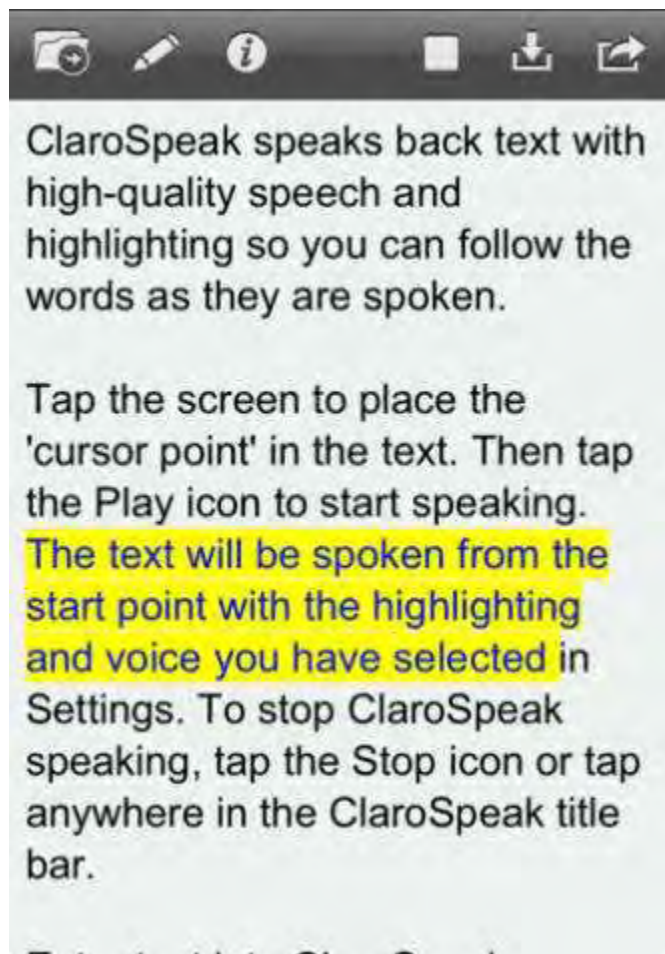 ClaroSpeak speaks back text with
high-quality speech and
highlighting so you can follow the
words as they are spoken.
Tap the screen to place the
'cursor point' in the text. Then tap
the Play icon to start speaking.
The text will be spoken from the
start point with the highlighting
and voice you have selected in
Settings. To stop ClaroSpeak
speaking, tap the Stop icon or tap
anywhere in the ClaroSpeak title
bar.